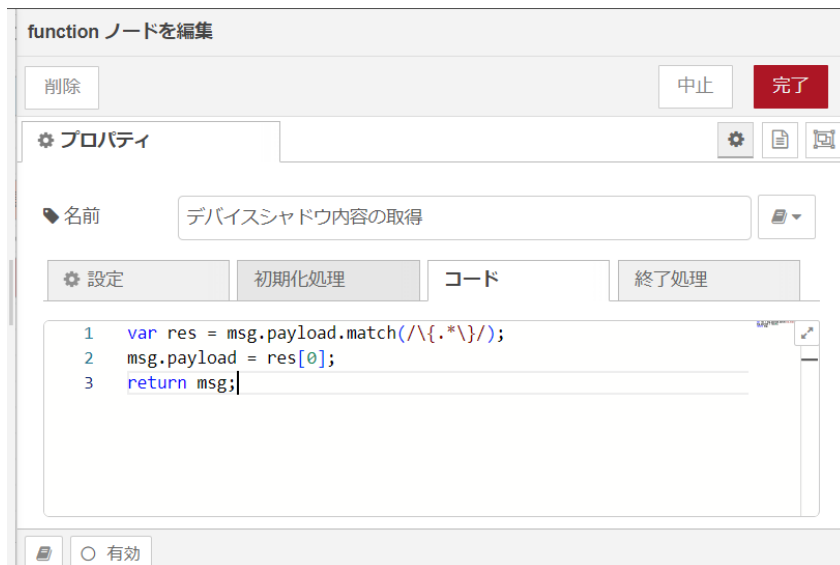 function ノードを編集
削除
中止
完了
プロパティ
名前
デバイスシャドウ内容の取得
設定
初期化処理
コード
終了処理
1 var res = msg.payload.match(/\{.*\}/);
2 msg.payload = res[0];
3 return msg;
有効